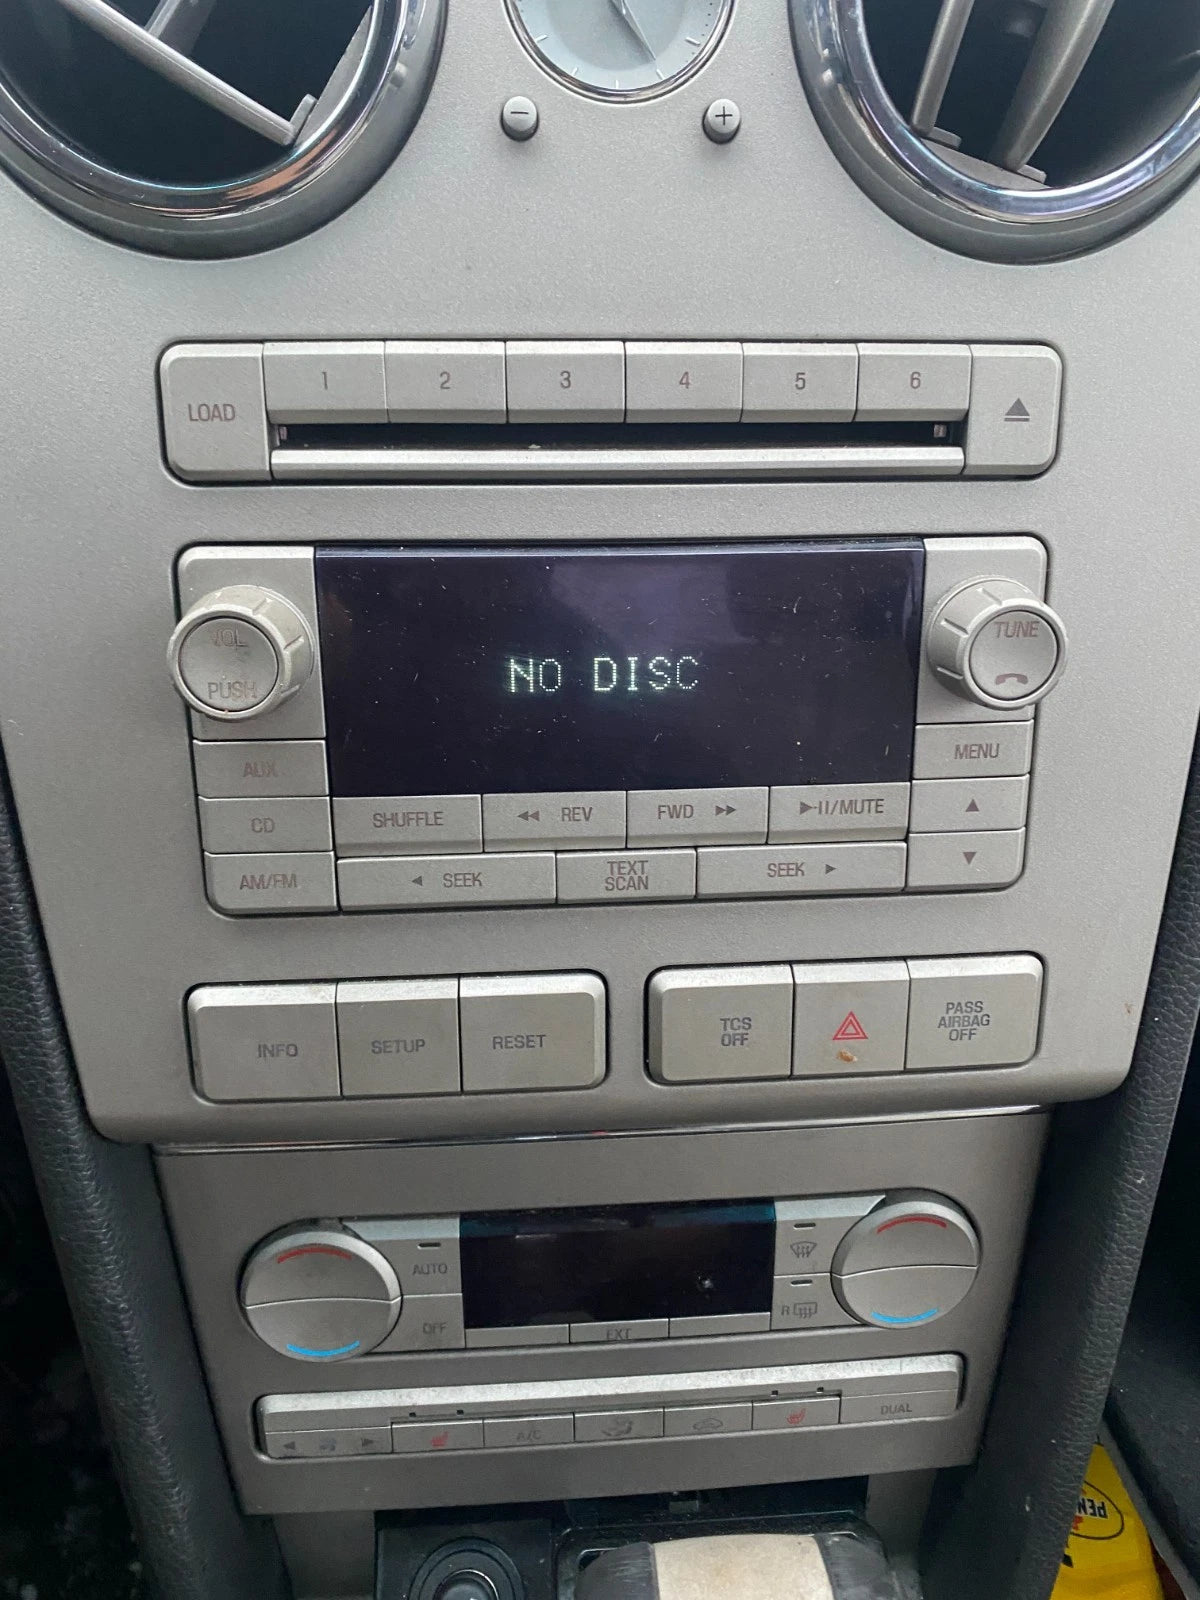 − +
LOAD 1 2 3 4 5 6
VOL
PUSH
NO DISC
TUNE
AUX
MENU
CD
SHUFFLE REV FWD /MUTE
AM/FM
SEEK
TEXT
SCAN
SEEK
INFO SETUP RESET
TCS
OFF
PASS
AIRBAG
OFF
AUTO
OFF
EXT
R
A/C
DUAL